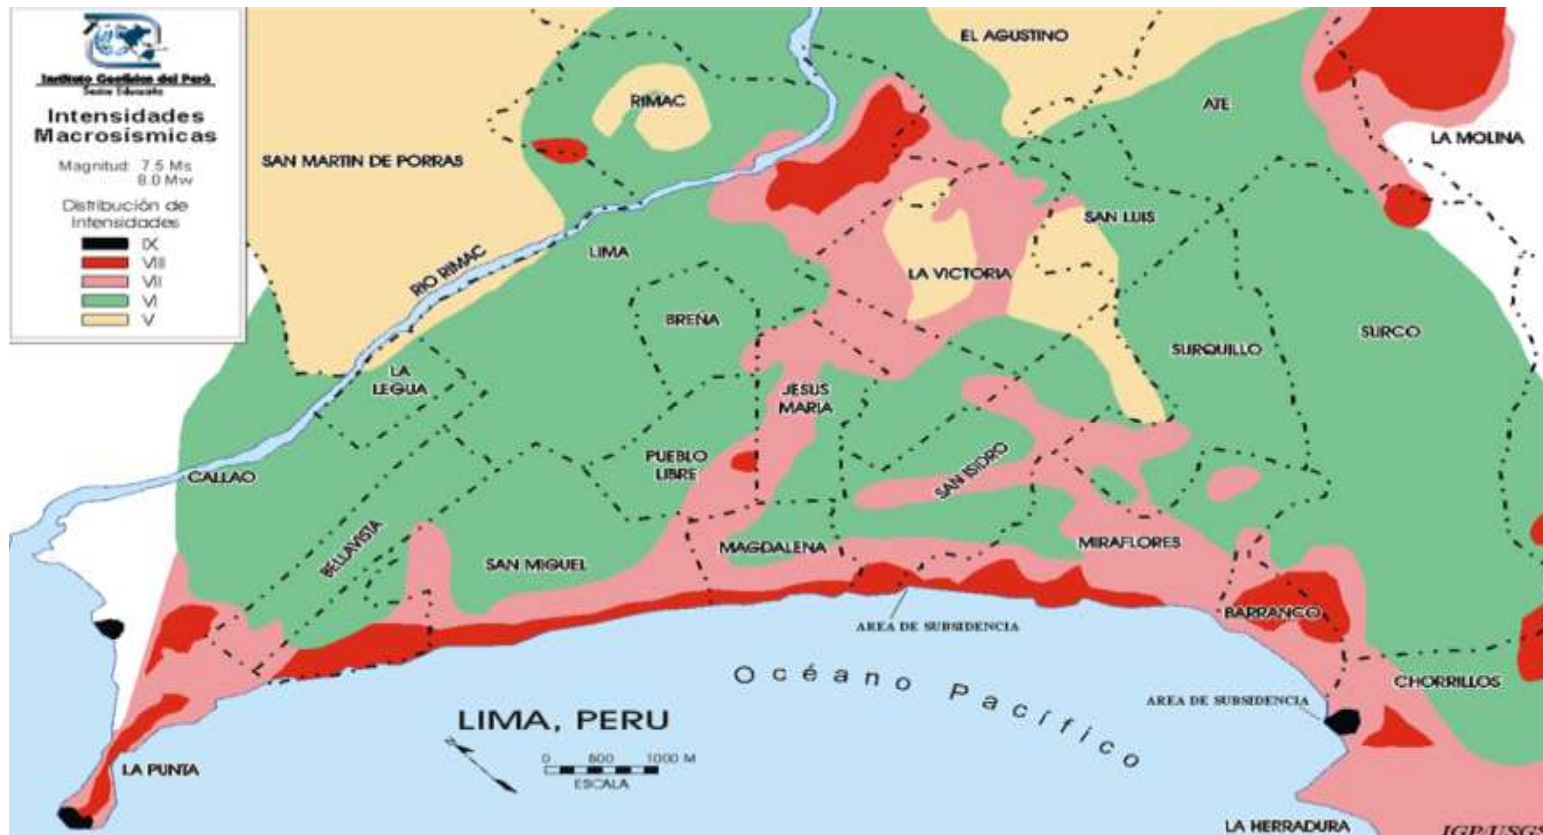 Instituto Geofísico del Perú
Sector Educación
Intensidades
Macrosísmicas
Magnitud: 7.5 Ms
8.0 Mw
Distribución de
Intensidades
IX
VIII
VII
VI
V
EL AGUSTINO
RIMAC
ATE
LA MOLINA
SAN MARTIN DE PORRAS
SAN LUIS
LIMA
RIO RIMAC
LA VICTORIA
BREÑA
SURCO
SURQUILLO
LA
LEGUA
JESUS
MARIA
PUEBLO
LIBRE
SAN ISIDRO
CALLAO
BELLAVISTA
MAGDALENA
MIRAFLORES
SAN MIGUEL
BARRANCO
AREA DE SUBSIDENCIA
Océano Pacífico
CHORRILLOS
AREA DE SUBSIDENCIA
LIMA, PERU
0 600 1000 M
ESCALA
LA PUNTA
LA HERRADURA
IGP/USGS